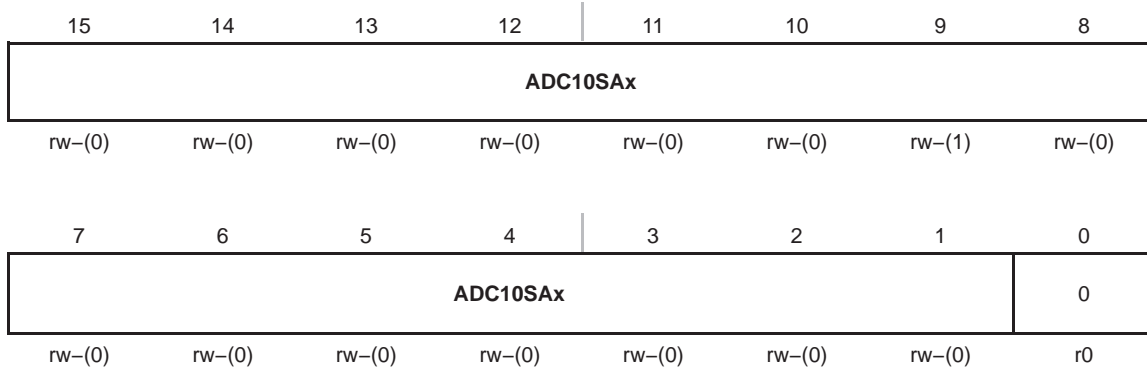 15 14 13 12 11 10 9 8
ADC10SAx
rw−(0) rw−(0) rw−(0) rw−(0) rw−(0) rw−(0) rw−(1) rw−(0)
7 6 5 4 3 2 1 0
ADC10SAx 0
rw−(0) rw−(0) rw−(0) rw−(0) rw−(0) rw−(0) rw−(0) r0